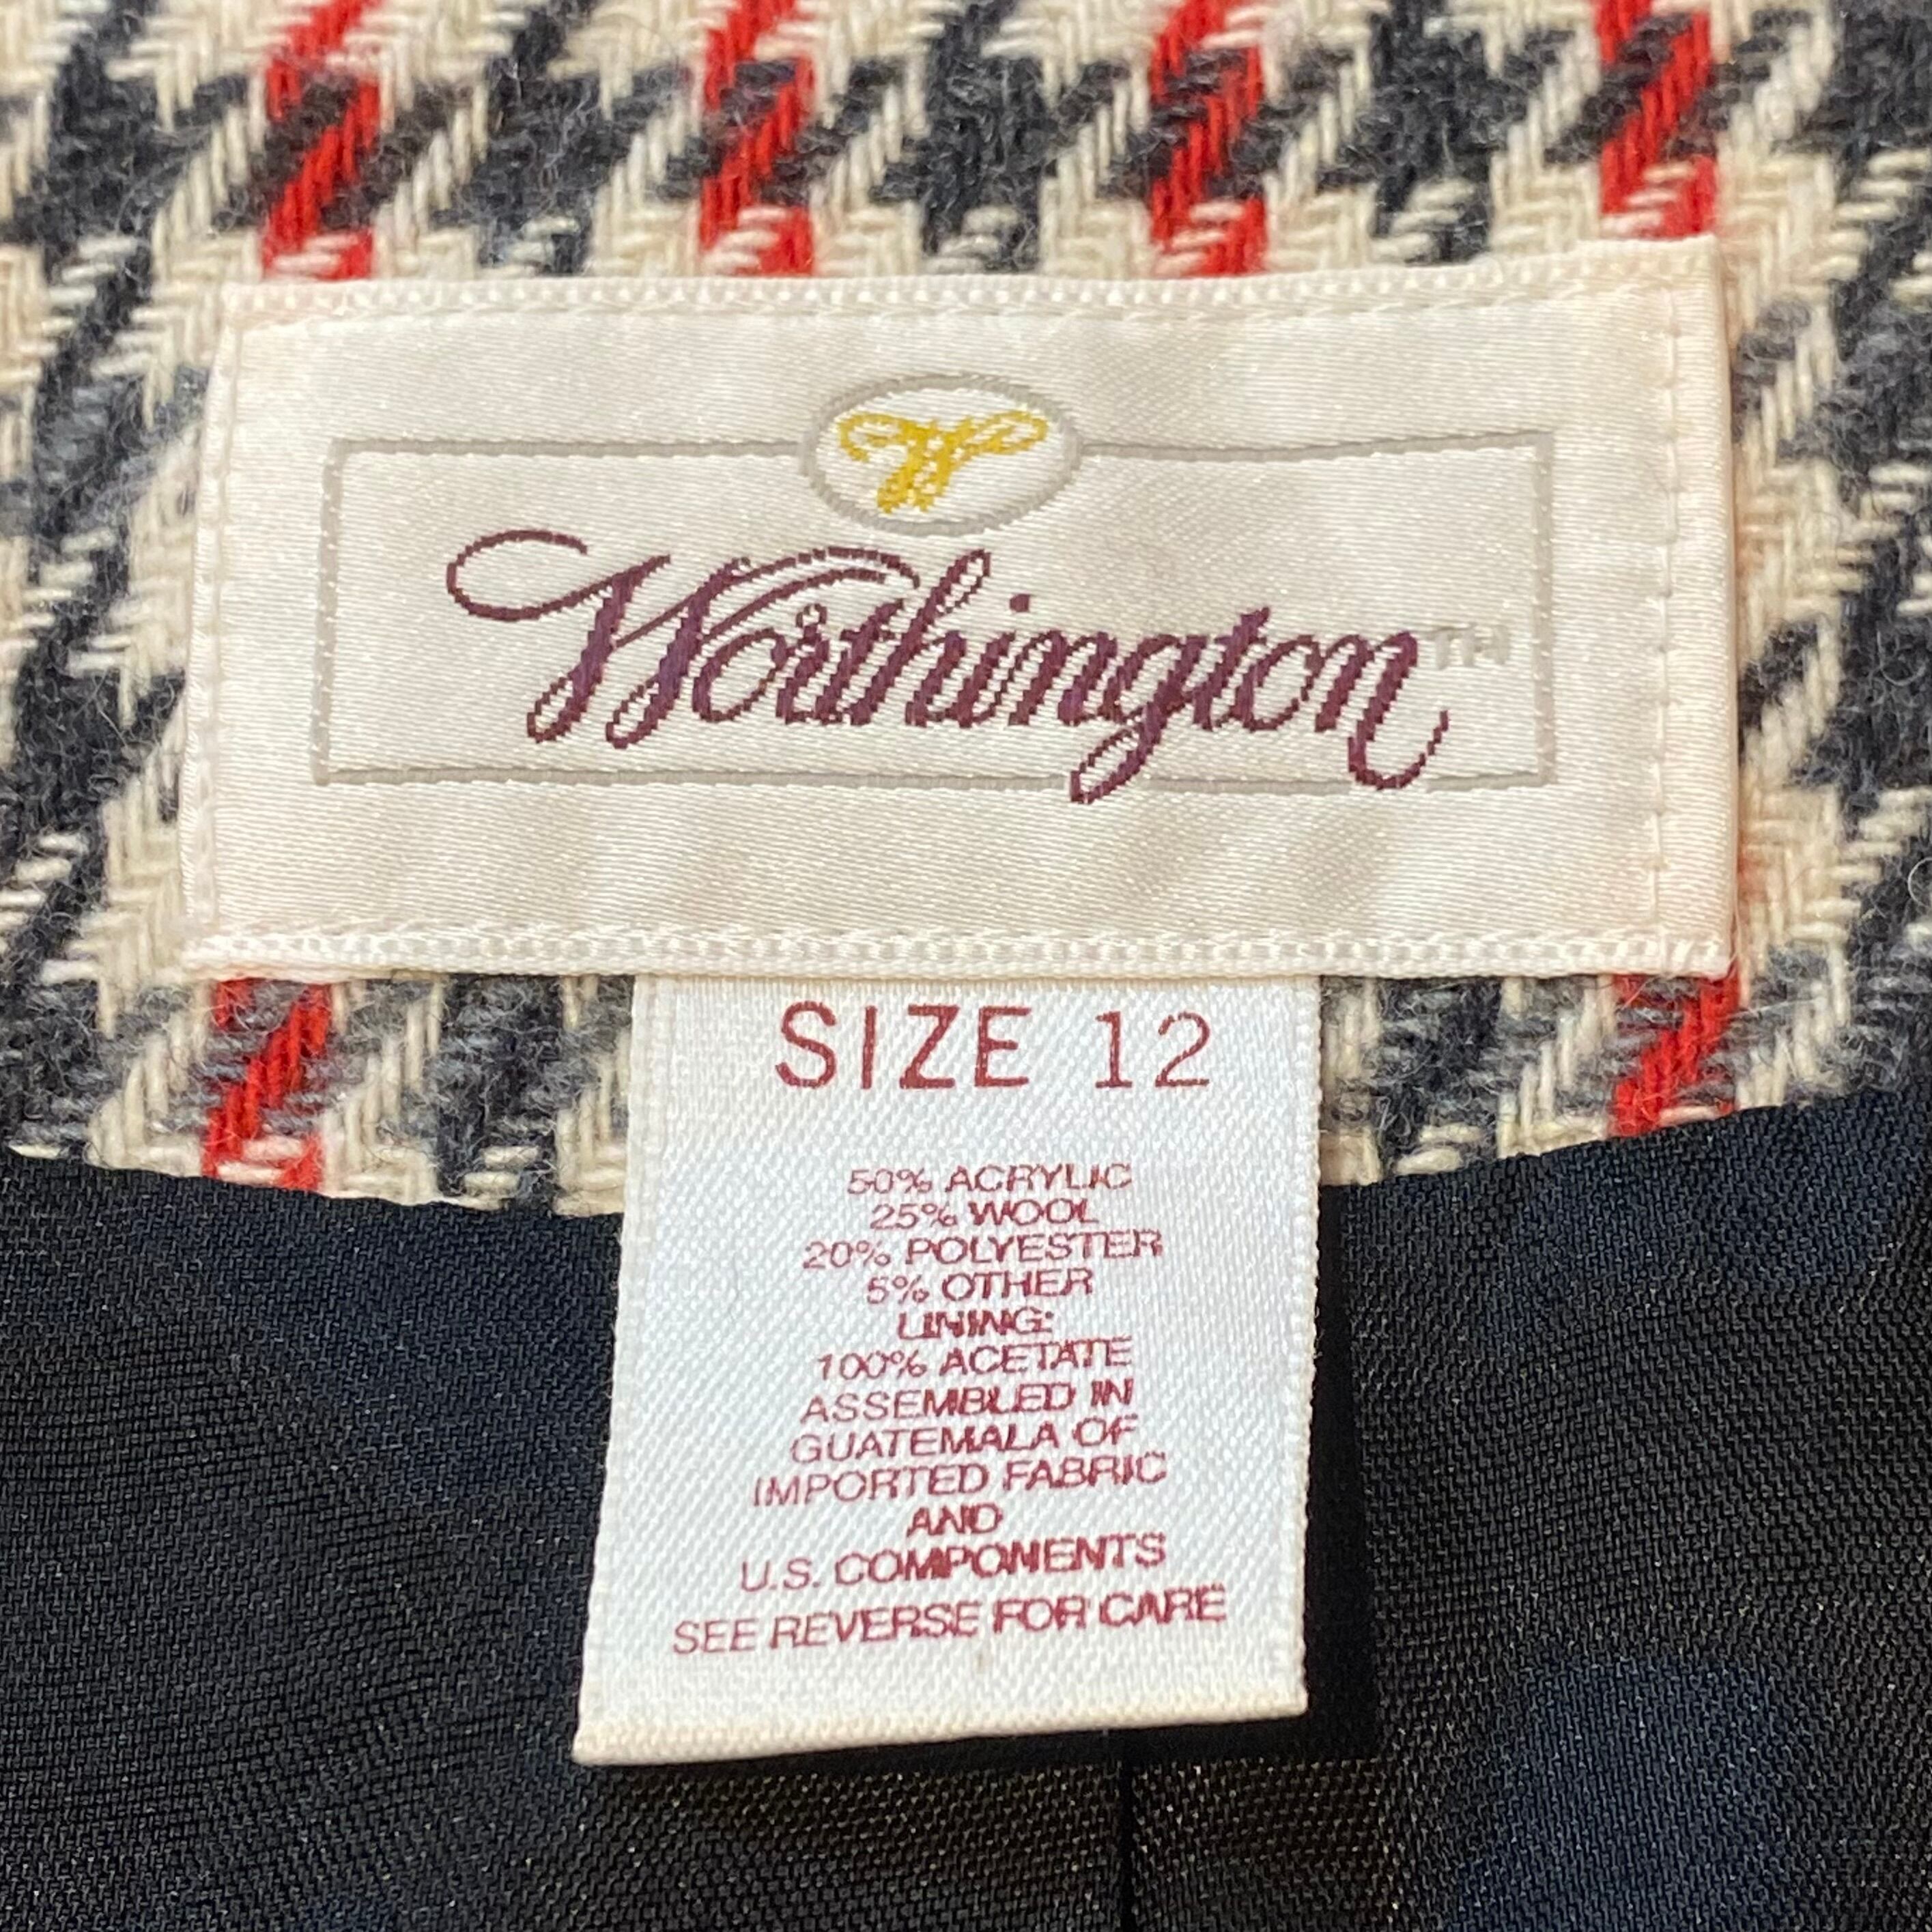 W
Worthington™
SIZE 12
50% ACRYLIC
25% WOOL
20% POLYESTER
5% OTHER
LINING:
100% ACETATE
ASSEMBLED IN
GUATEMALA OF
IMPORTED FABRIC
AND
U.S. COMPONENTS
SEE REVERSE FOR CARE